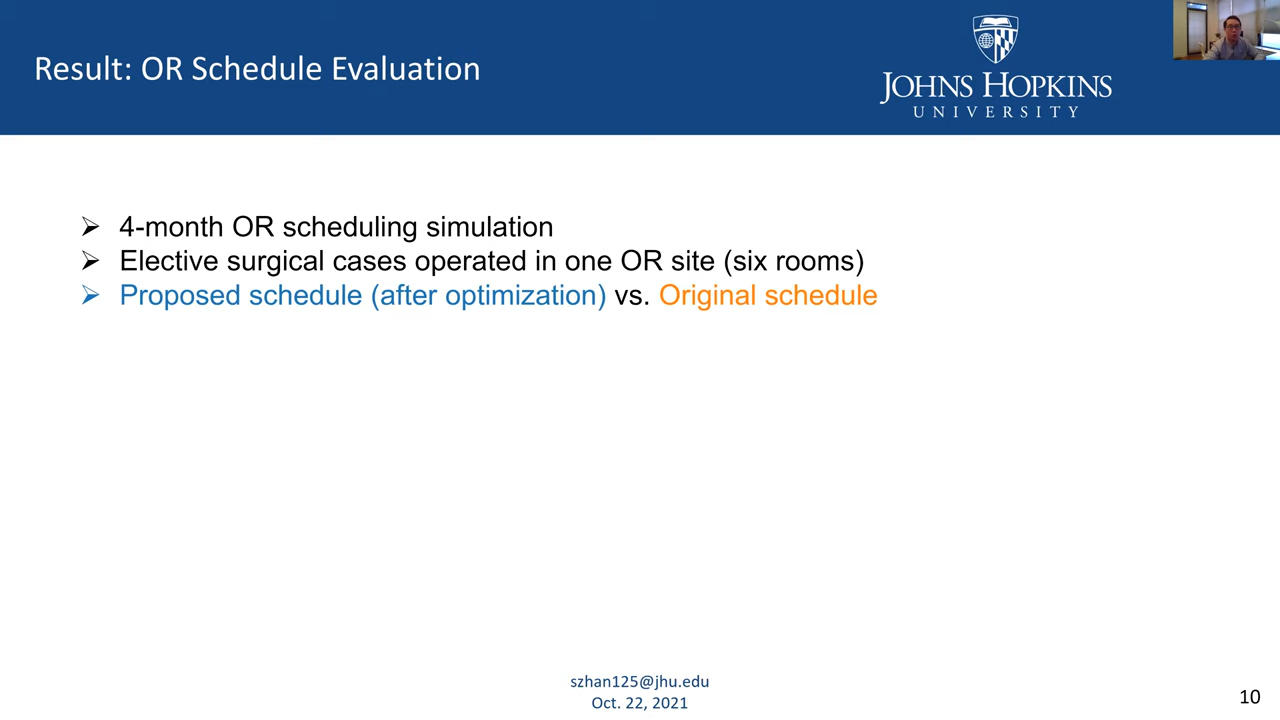 Result: OR Schedule Evaluation
JOHNS HOPKINS
UNIVERSITY
➢ 4-month OR scheduling simulation
➢ Elective surgical cases operated in one OR site (six rooms)
➢ Proposed schedule (after optimization) vs. Original schedule
szhan125@jhu.edu
Oct. 22, 2021
10